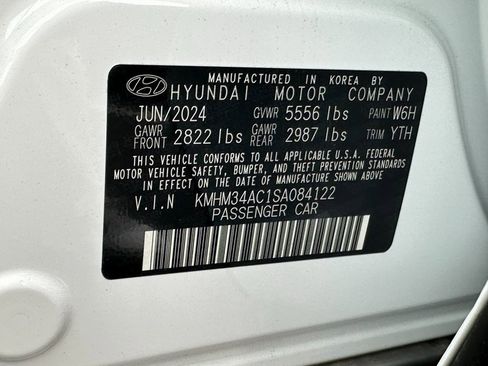 MANUFACTURED IN KOREA BY
HYUNDAI MOTOR COMPANY
JUN/2024 GVWR 5556 lbs PAINT W6H
GAWR FRONT 2822 lbs GAWR REAR 2987 lbs TRIM YTH
THIS VEHICLE CONFORMS TO ALL APPLICABLE U.S.A. FEDERAL
MOTOR VEHICLE SAFETY, BUMPER, AND THEFT PREVENTION STANDARDS
IN EFFECT ON THE DATE OF MANUFACTURE SHOWN ABOVE.
V.I.N KMHM34AC1SA084122
PASSENGER CAR